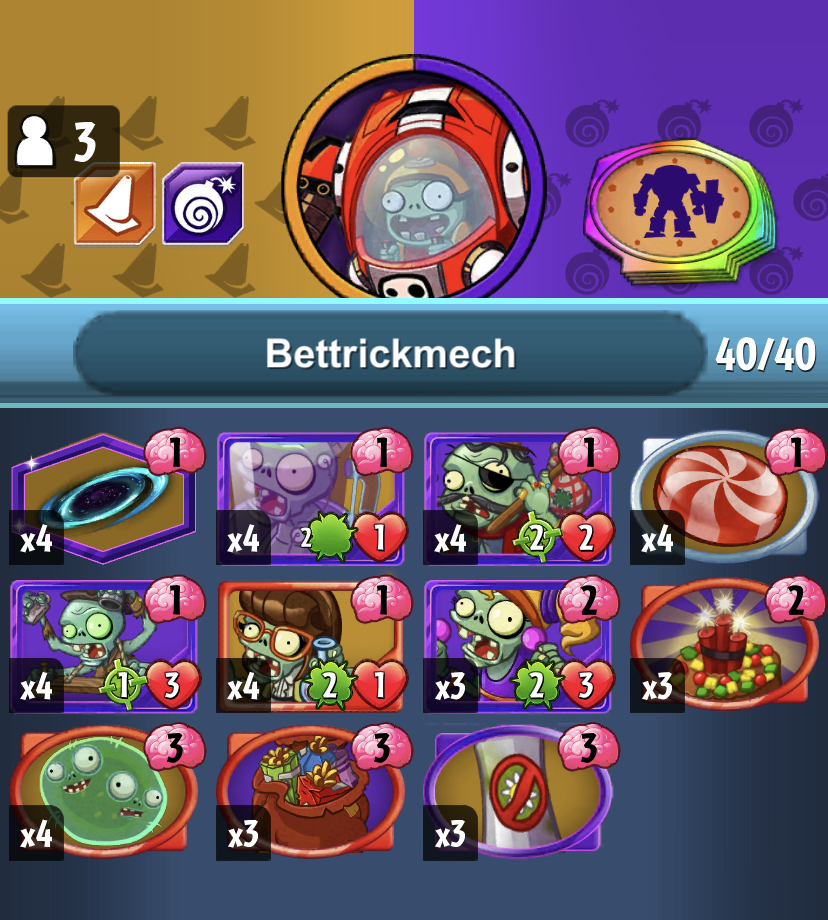 3
Bettrickmech
40/40
1 1 1 1
x4 x4 2 1 x4 2 2 x4
1 1 2 2
x4 1 3 x4 2 1 x3 2 3 x3
3 3 3
x4 x3 x3